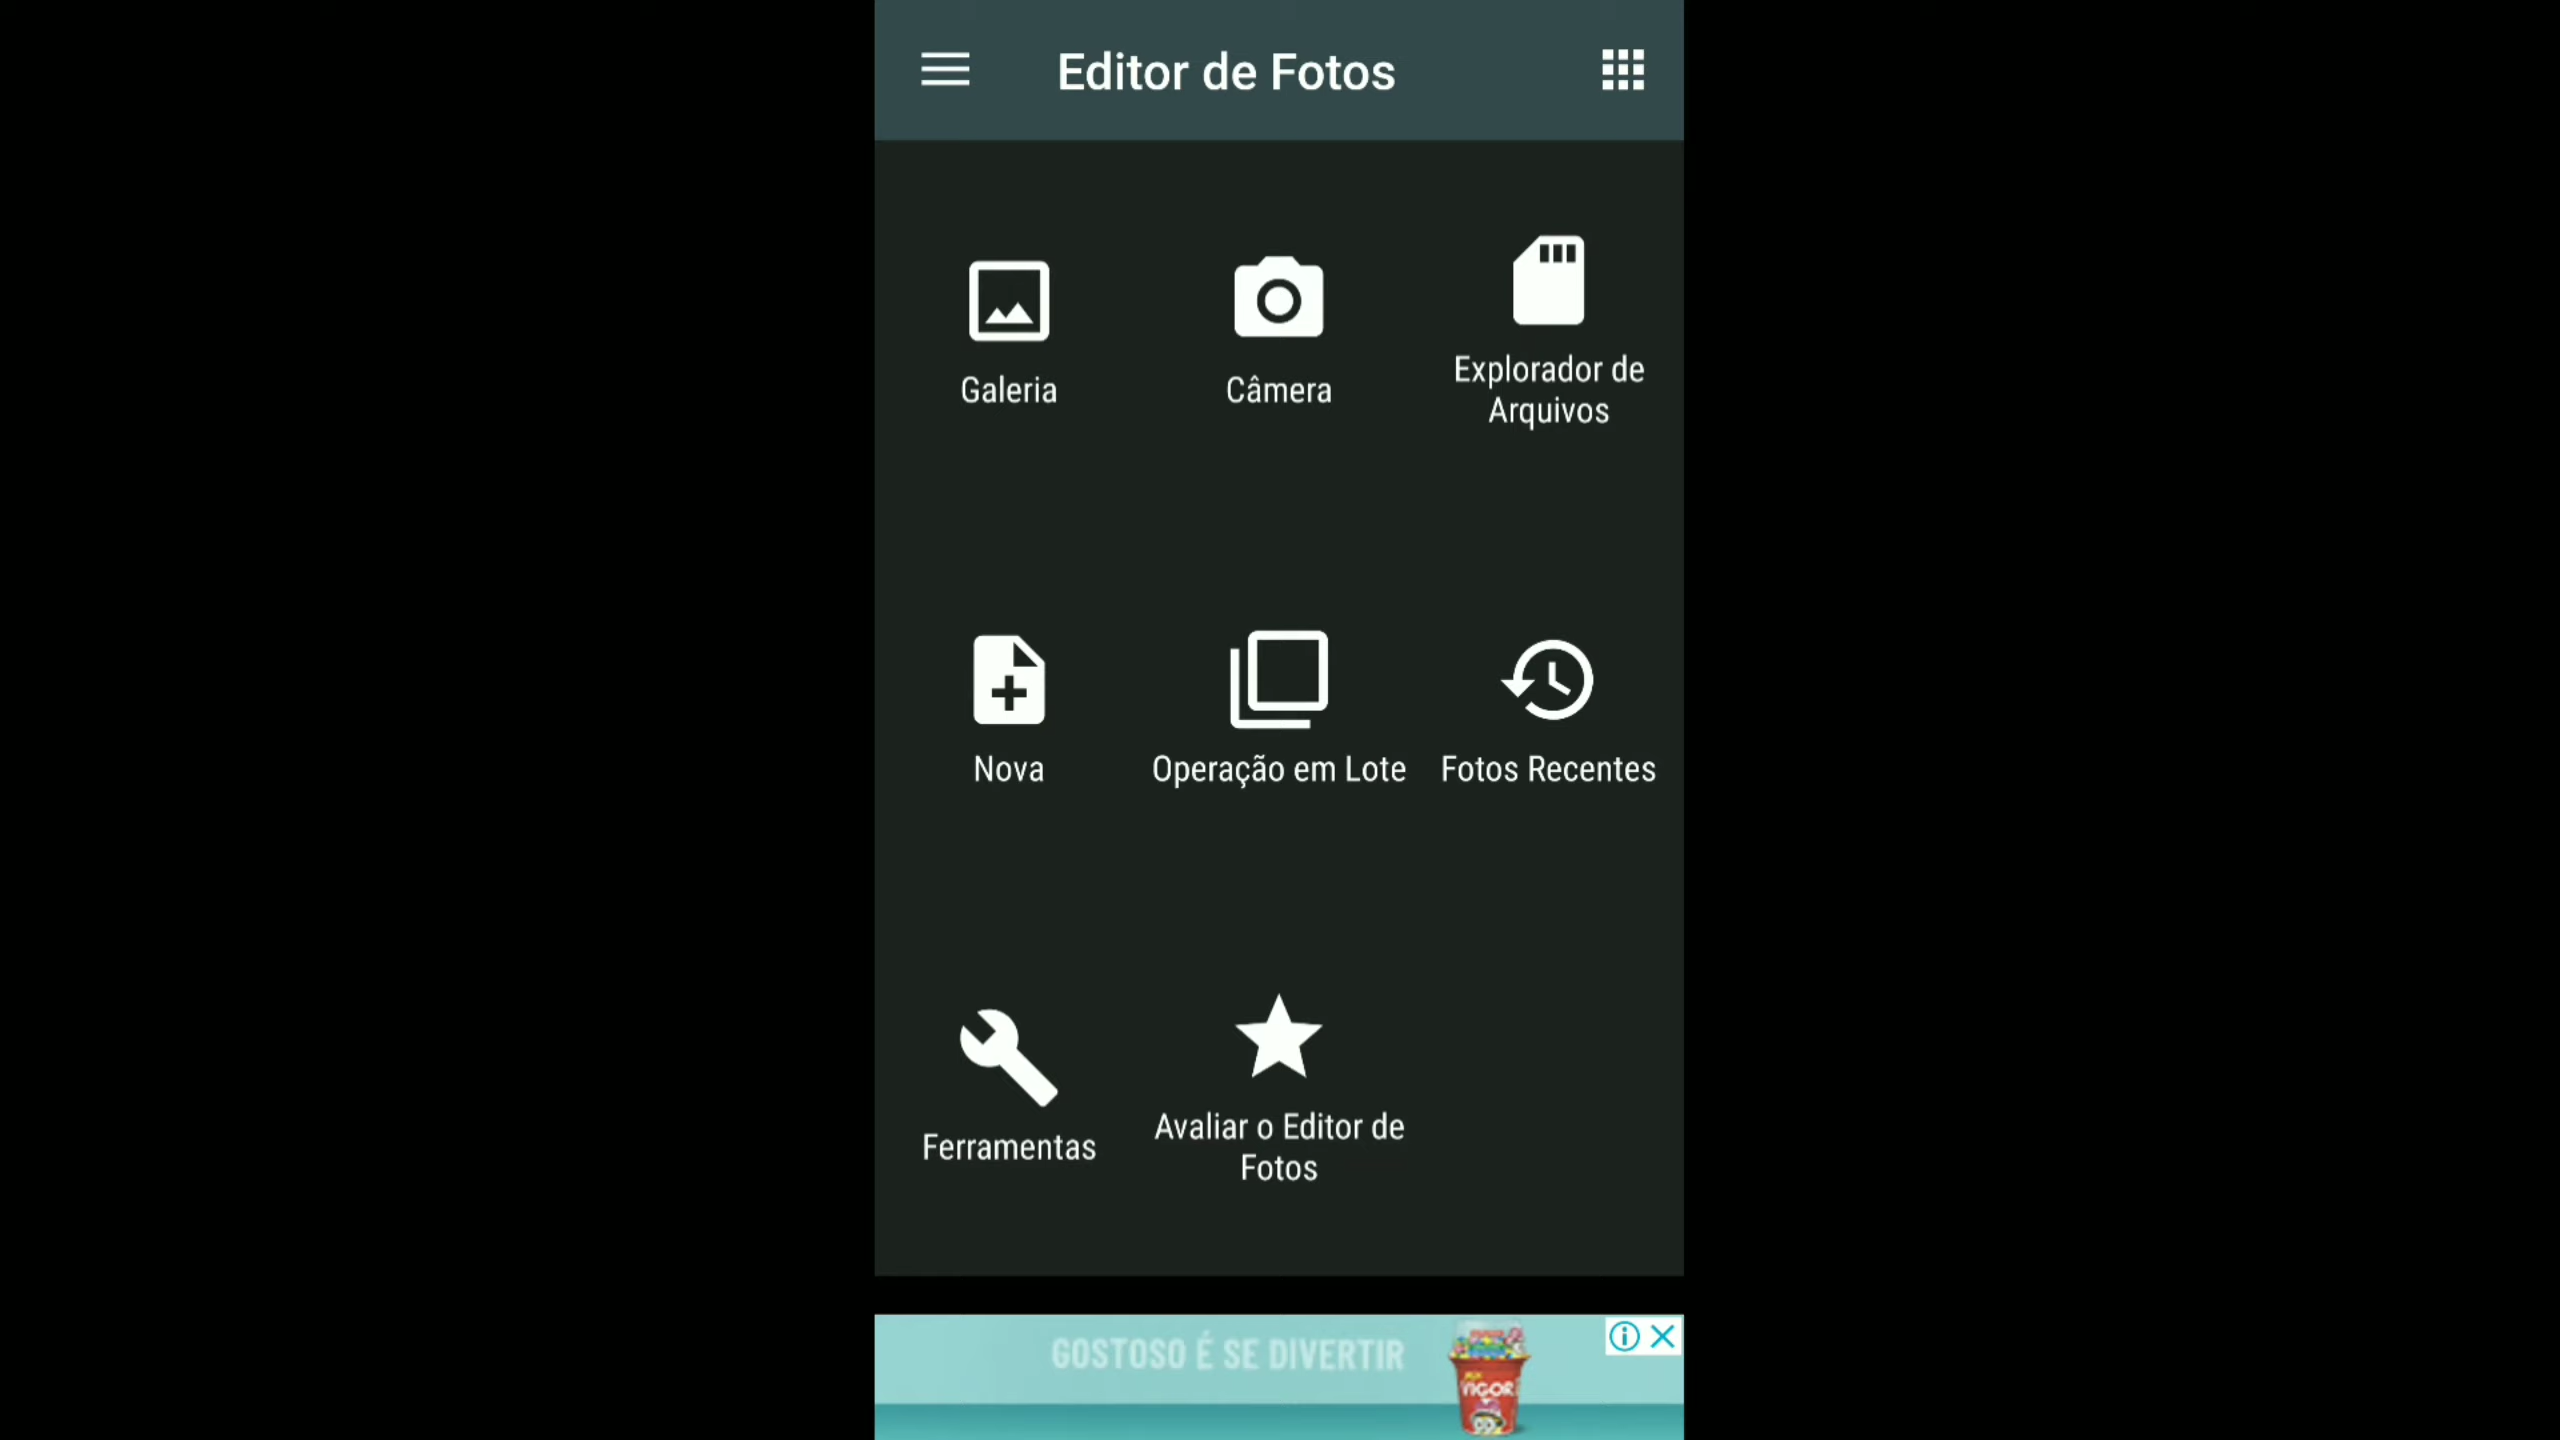 Editor de Fotos
Galeria
Câmera
Explorador de
Arquivos
Nova
Operação em Lote
Fotos Recentes
Ferramentas
Avaliar o Editor de
Fotos
GOSTOSO É SE DIVERTIR
VIGOR